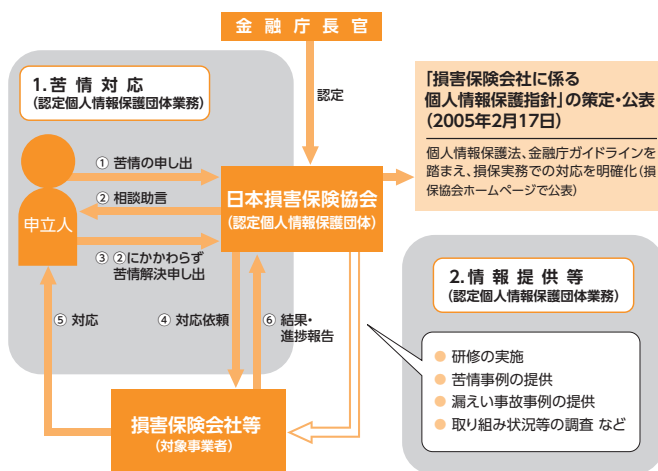 金融庁長官
1.苦情対応
(認定個人情報保護団体業務)
認定
「損害保険会社に係る
個人情報保護指針」の策定・公表
(2005年2月17日)
個人情報保護法、金融庁ガイドラインを
踏まえ、損保実務での対応を明確化(損
保協会ホームページで公表)
① 苦情の申し出
② 相談助言
申立人
③ ②にかかわらず
苦情解決申し出
日本損害保険協会
(認定個人情報保護団体)
⑤ 対応
④ 対応依頼
⑥ 結果・
進捗報告
2.情報提供等
(認定個人情報保護団体業務)
研修の実施
苦情事例の提供
漏えい事故事例の提供
取り組み状況等の調査 など
損害保険会社等
(対象事業者)